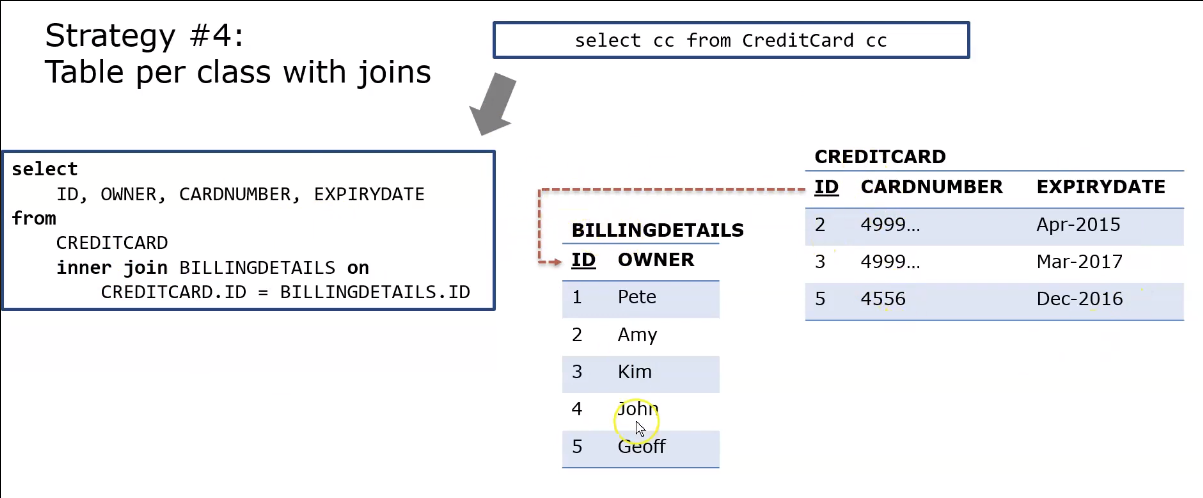 Strategy #4:
Table per class with joins
select cc from CreditCard cc
select
ID, OWNER, CARDNUMBER, EXPIRYDATE
from
CREDITCARD
inner join BILLINGDETAILS on
CREDITCARD.ID = BILLINGDETAILS.ID
BILLINGDETAILS
ID OWNER
1 Pete
2 Amy
3 Kim
4 John
5 Geoff
CREDITCARD
ID CARDNUMBER EXPIRYDATE
2 4999... Apr-2015
3 4999... Mar-2017
5 4556 Dec-2016